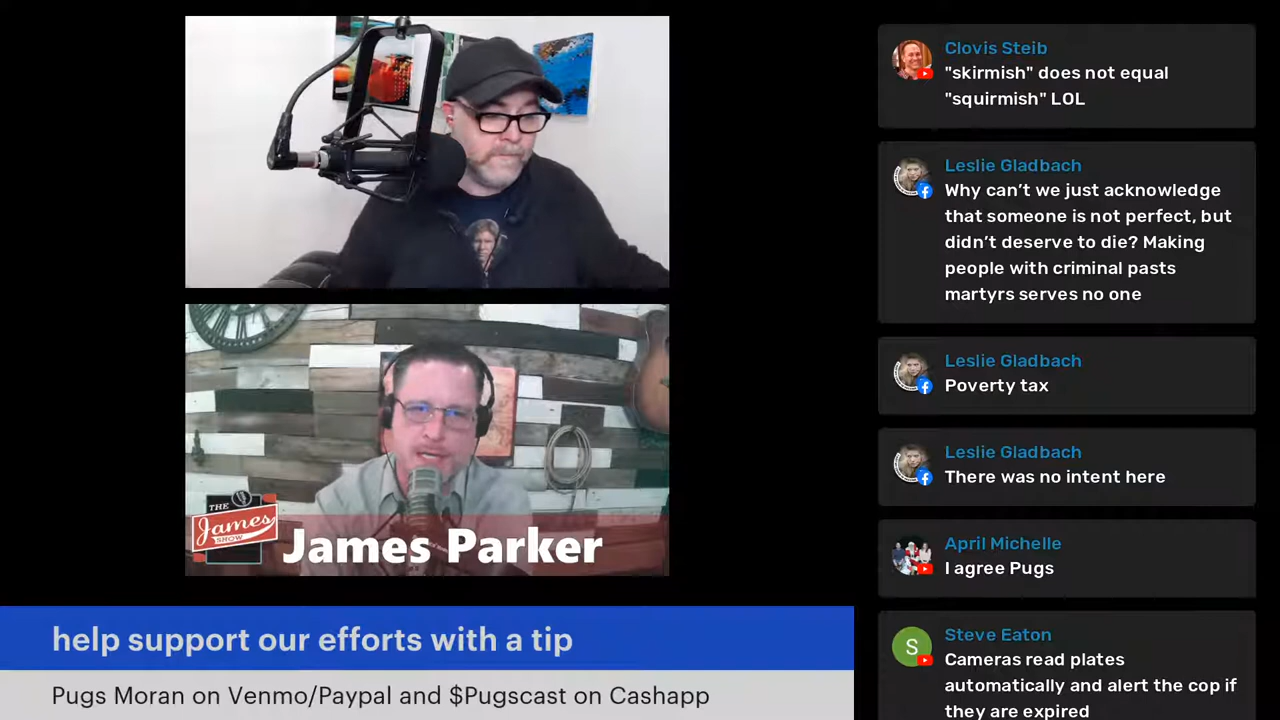 THE
James
SHOW
James Parker
help support our efforts with a tip
Pugs Moran on Venmo/Paypal and $Pugscast on Cashapp
Clovis Steib
"skirmish" does not equal
"squirmish" LOL
Leslie Gladbach
Why can’t we just acknowledge
that someone is not perfect, but
didn’t deserve to die? Making
people with criminal pasts
martyrs serves no one
Leslie Gladbach
Poverty tax
Leslie Gladbach
There was no intent here
April Michelle
I agree Pugs
S
Steve Eaton
Cameras read plates
automatically and alert the cop if
they are expired